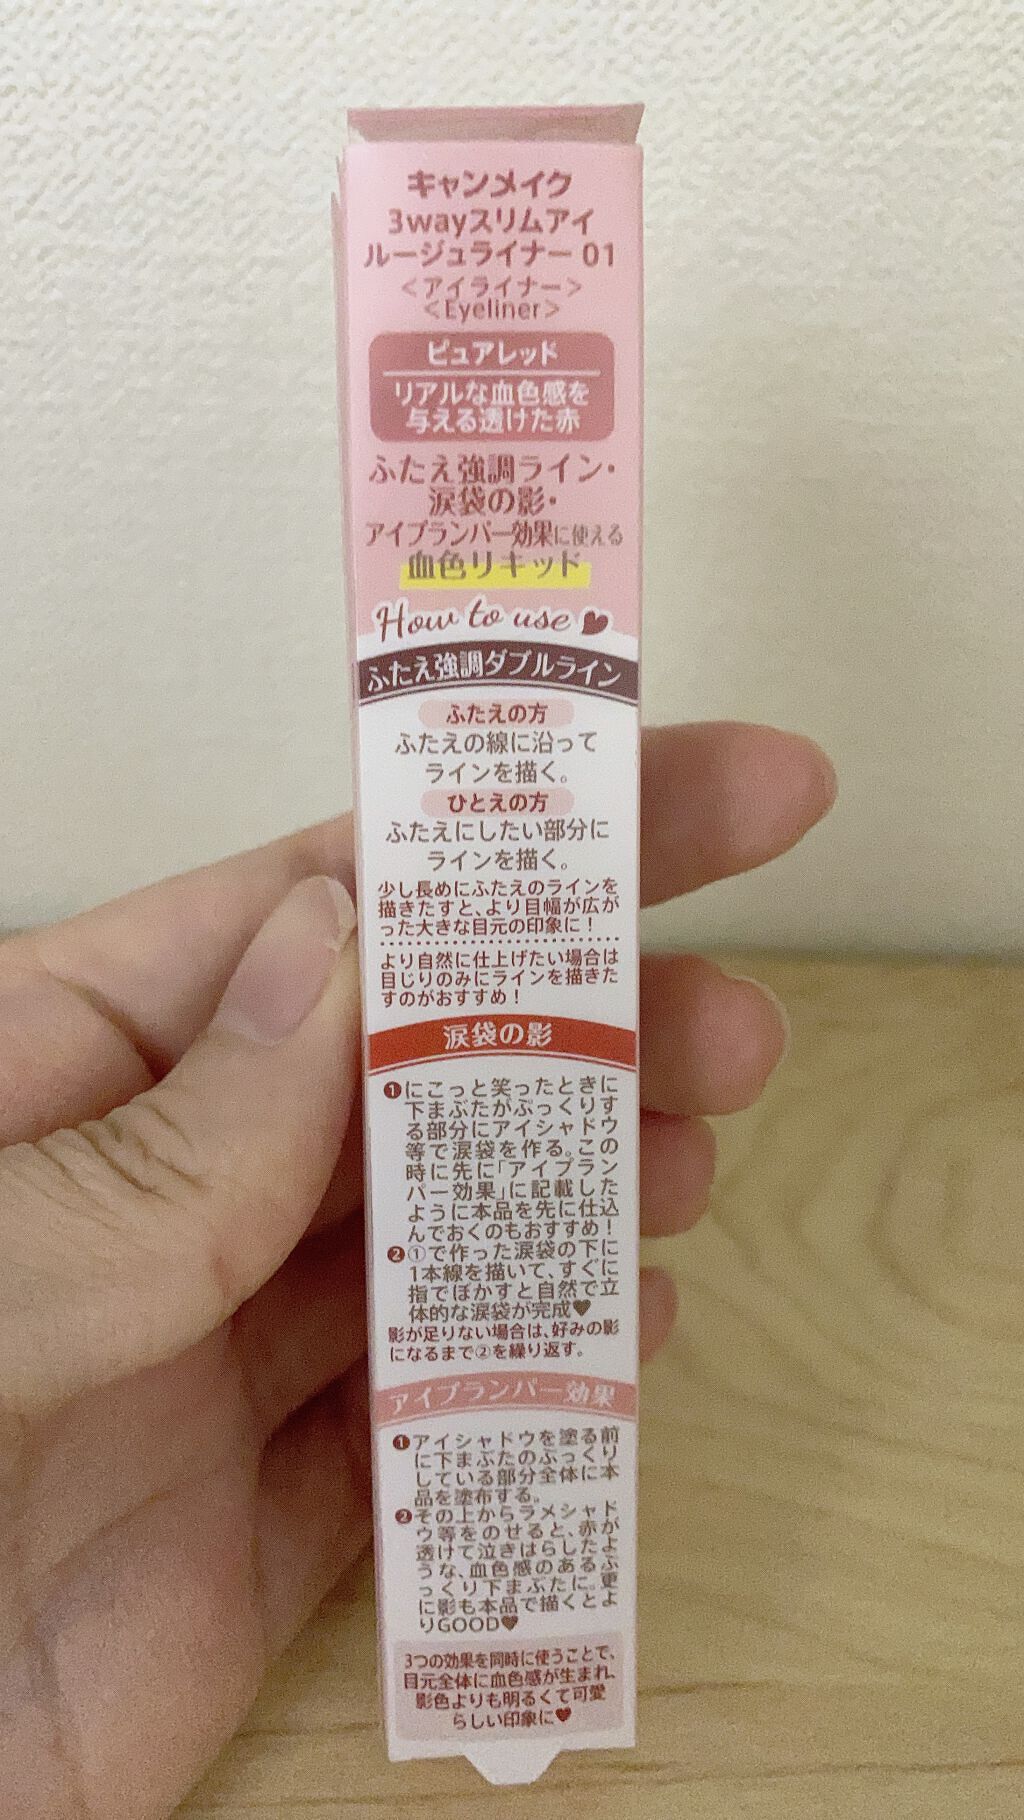 キャンメイク
3wayスリムアイ
ルージュライナー 01
＜アイライナー＞
＜Eyeliner＞
ピュアレッド
リアルな血色感を
与える透けた赤
ふたえ強調ライン・
涙袋の影・
アイプランパー効果に使える
血色リキッド
How to use
ふたえ強調ダブルライン
ふたえの方
ふたえの線に沿って
ラインを描く。
ひとえの方
ふたえにしたい部分に
ラインを描く。
少し長めにふたえのラインを
描きたすと、より目幅が広が
った大きな目元の印象に！
より自然に仕上げたい場合は
目じりのみにラインを描きた
すのがおすすめ！
涙袋の影
❶にこっと笑ったときに
下まぶたがぷっくりす
る部分にアイシャドウ
等で涙袋を作る。この
時に先に「アイプラン
パー効果」に記載した
ように本品を先に仕込
んでおくのもおすすめ！
❷①で作った涙袋の下に
1本線を描いて、すぐに
指でぼかすと自然で立
体的な涙袋が完成♥
影が足りない場合は、好みの影
になるまで②を繰り返す。
アイプランパー効果
❶アイシャドウを塗る前
に下まぶたのぷっくり
している部分全体に本
品を塗布する。
❷その上からラメシャド
ウ等をのせると、赤が
透けて泣きはらしたよ
うな、血色感のあるぷ
っくり下まぶたに。更
に影も本品で描くとよ
りGOOD♥
3つの効果を同時に使うことで、
目元全体に血色感が生まれ、
影色よりも明るくて可愛
らしい印象に♥